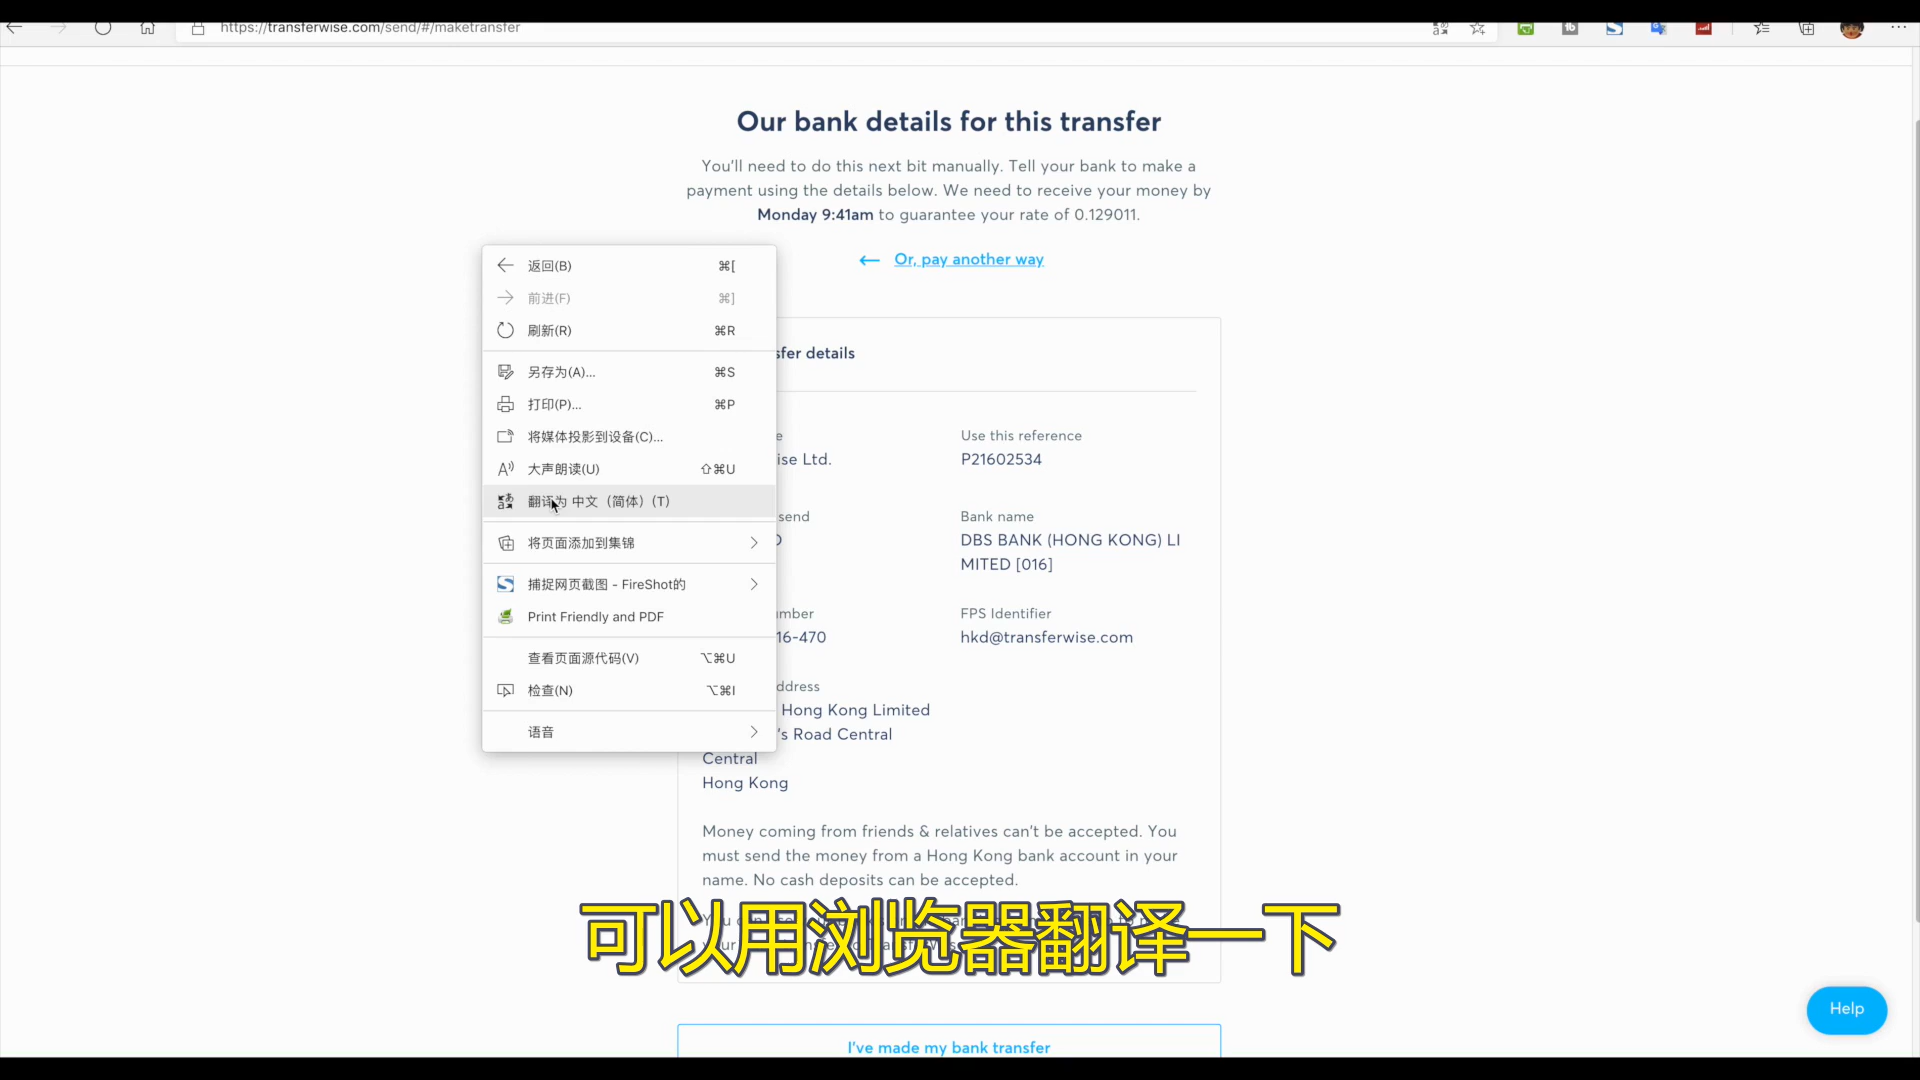 https://transferwise.com/send/#/maketransfer
Our bank details for this transfer
You'll need to do this next bit manually. Tell your bank to make a
payment using the details below. We need to receive your money by
Monday 9:41am to guarantee your rate of 0.129011.
Or, pay another way
返回(B) ⌘[
前进(F) ⌘]
刷新(R) ⌘R
另存为(A)... ⌘S
打印(P)... ⌘P
将媒体投影到设备(C)...
大声朗读(U) ⇧⌘U
翻译为 中文（简体）(T)
将页面添加到集锦
捕捉网页截图 - FireShot的
Print Friendly and PDF
查看页面源代码(V) ⌥⌘U
检查(N) ⌥⌘I
语音
details
Use this reference
Ltd.
P21602534
send
Bank name
DBS BANK (HONG KONG) LI
MITED [016]
FPS Identifier
16-470
hkd@transferwise.com
Hong Kong Limited
Road Central
Central
Hong Kong
Money coming from friends & relatives can't be accepted. You
must send the money from a Hong Kong bank account in your
name. No cash deposits can be accepted.
可以用浏览器翻译一下
I've made my bank transfer
Help